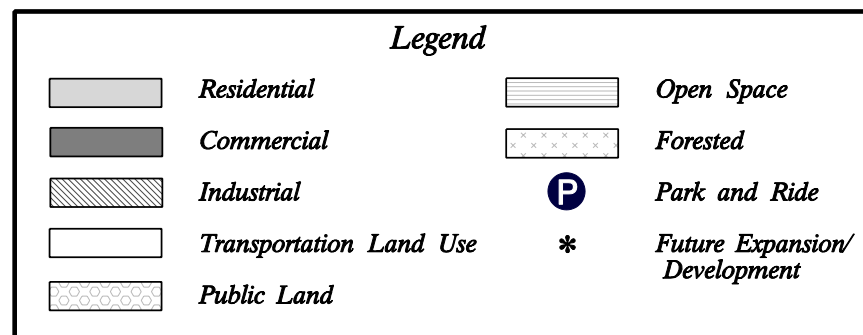 Legend
Residential
Commercial
Industrial
Transportation Land Use
Public Land
Open Space
Forested
P
Park and Ride
*
Future Expansion/
Development